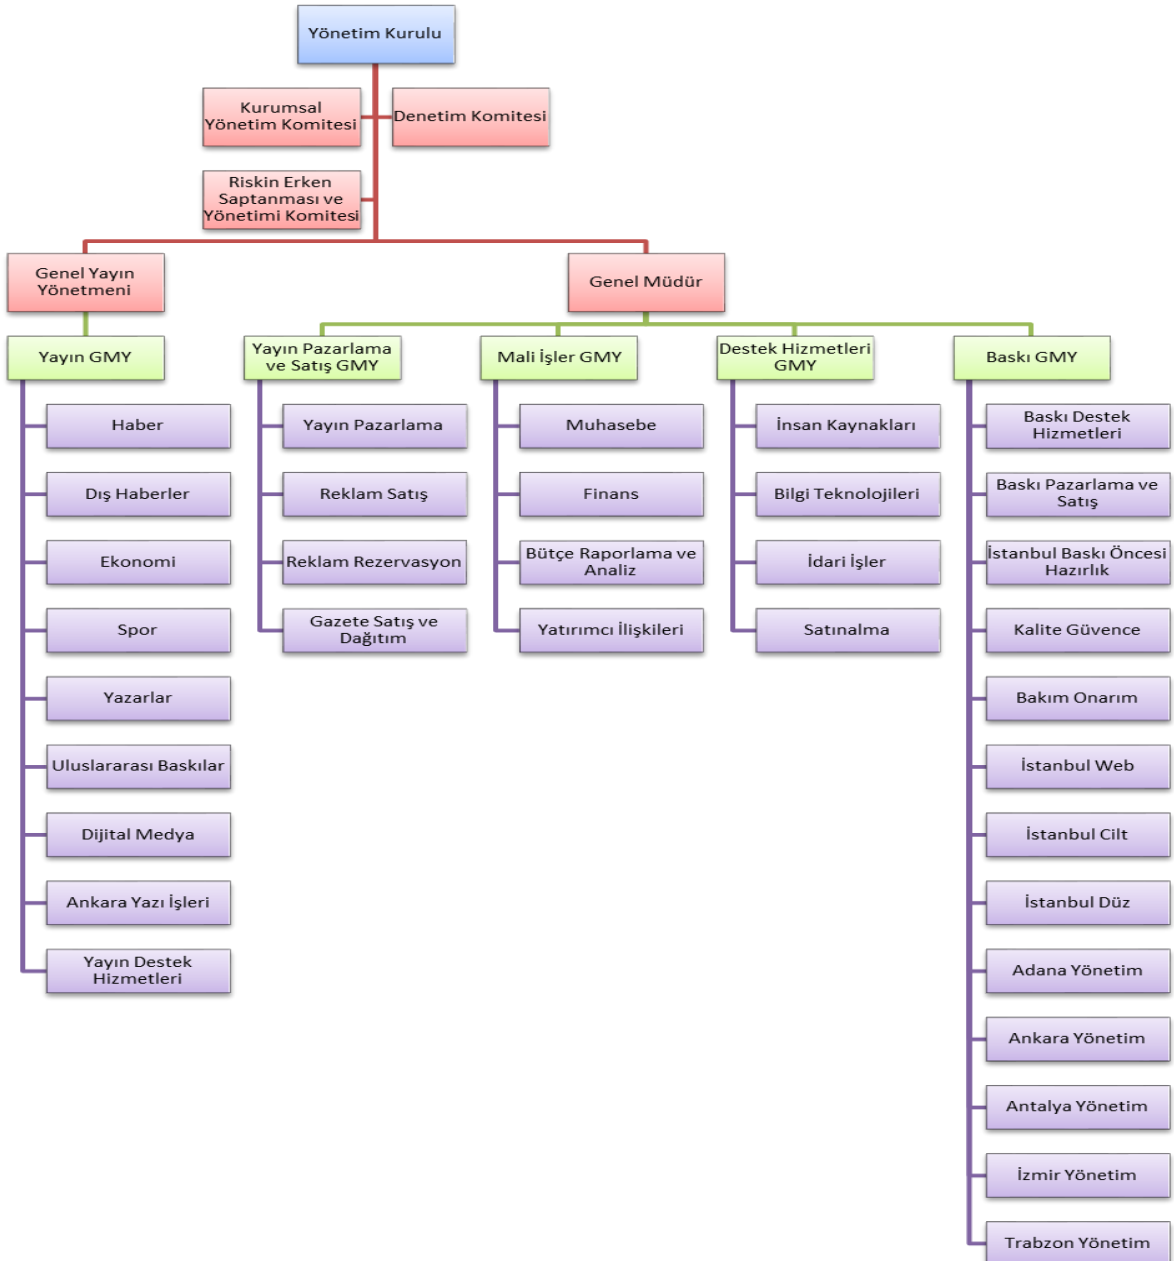 Yönetim Kurulu
Kurumsal
Yönetim Komitesi
Denetim Komitesi
Riskin Erken
Saptanması ve
Yönetimi Komitesi
Genel Yayın
Yönetmeni
Genel Müdür
Yayın GMY
Haber
Dış Haberler
Ekonomi
Spor
Yazarlar
Uluslararası Baskılar
Dijital Medya
Ankara Yazı İşleri
Yayın Destek
Hizmetleri
Yayın Pazarlama
ve Satış GMY
Yayın Pazarlama
Reklam Satış
Reklam Rezervasyon
Gazete Satış ve
Dağıtım
Mali İşler GMY
Muhasebe
Finans
Bütçe Raporlama ve
Analiz
Yatırımcı İlişkileri
Destek Hizmetleri
GMY
İnsan Kaynakları
Bilgi Teknolojileri
İdari İşler
Satınalma
Baskı GMY
Baskı Destek
Hizmetleri
Baskı Pazarlama ve
Satış
İstanbul Baskı Öncesi
Hazırlık
Kalite Güvence
Bakım Onarım
İstanbul Web
İstanbul Cilt
İstanbul Düz
Adana Yönetim
Ankara Yönetim
Antalya Yönetim
İzmir Yönetim
Trabzon Yönetim